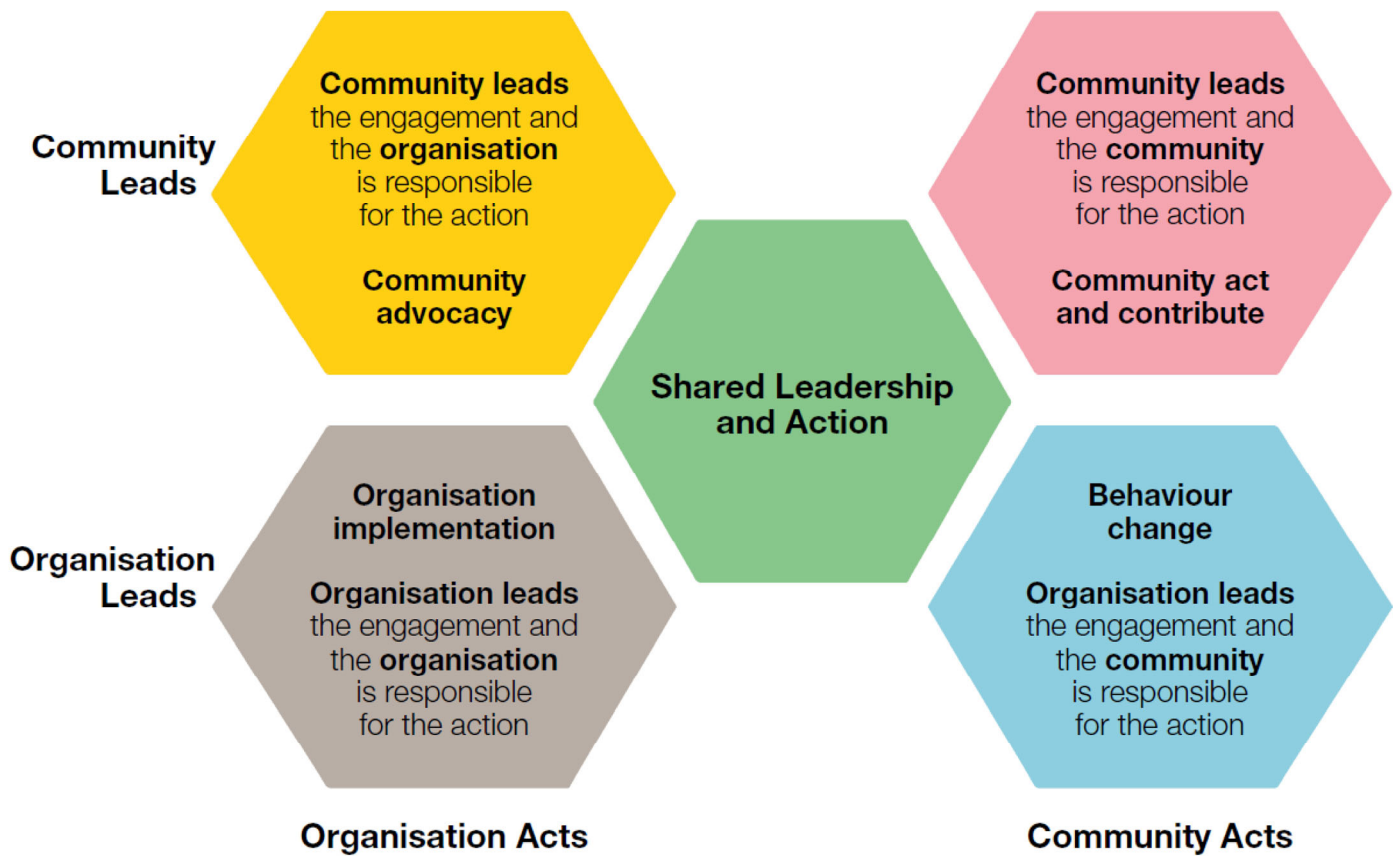 Community
Leads
Community leads
the engagement and
the organisation
is responsible
for the action
Community
advocacy
Community leads
the engagement and
the community
is responsible
for the action
Community act
and contribute
Shared Leadership
and Action
Organisation
Leads
Organisation
implementation
Organisation leads
the engagement and
the organisation
is responsible
for the action
Behaviour
change
Organisation leads
the engagement and
the community
is responsible
for the action
Organisation Acts
Community Acts